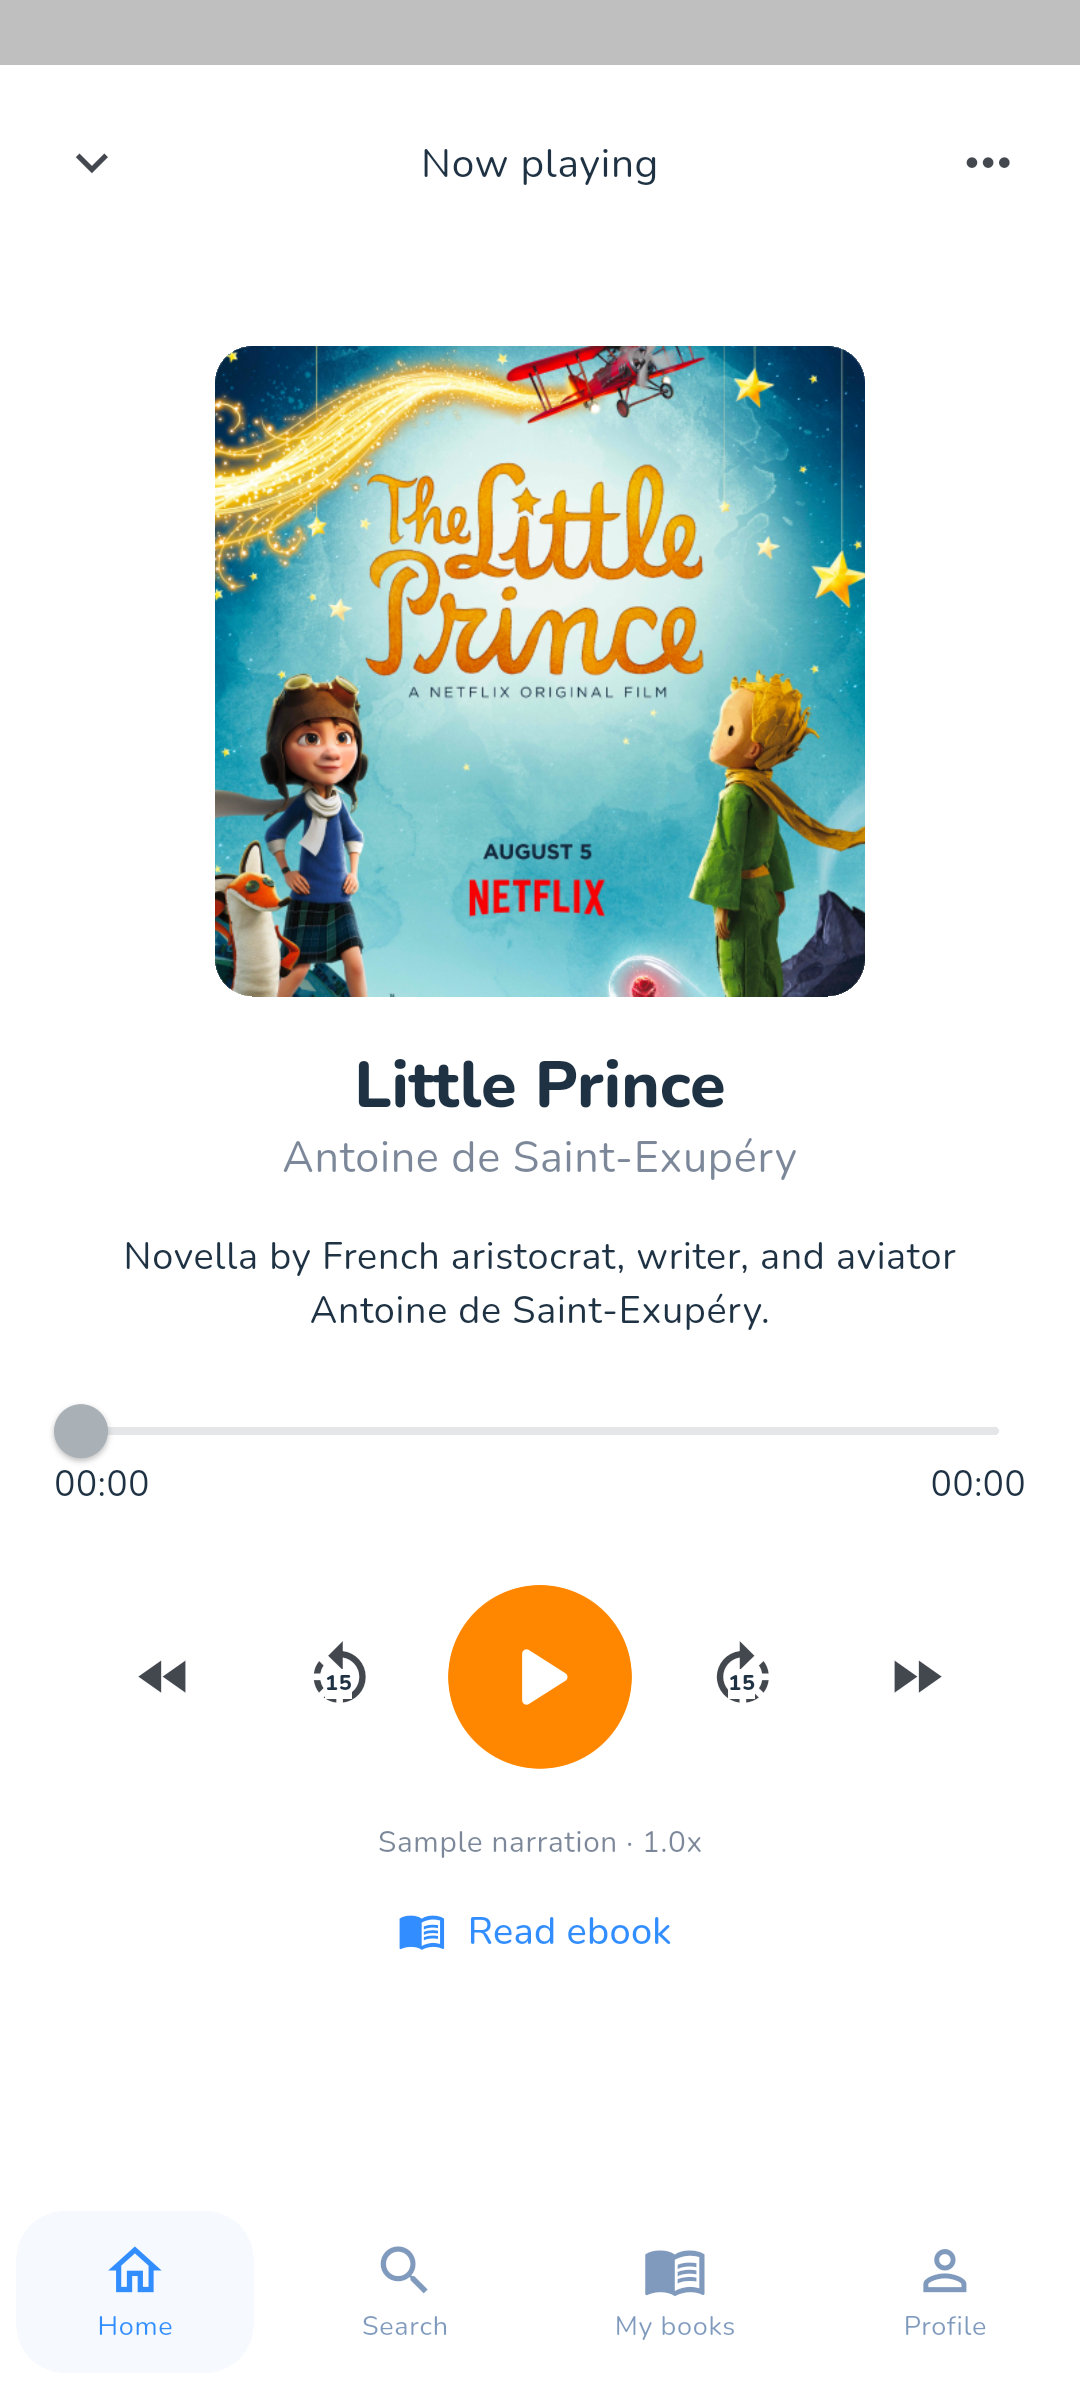 Now playing
The Little
Prince
A NETFLIX ORIGINAL FILM
AUGUST 5
NETFLIX
Little Prince
Antoine de Saint-Exupéry
Novella by French aristocrat, writer, and aviator
Antoine de Saint-Exupéry.
00:00 00:00
15 15
Sample narration · 1.0x
Read ebook
Home Search My books Profile